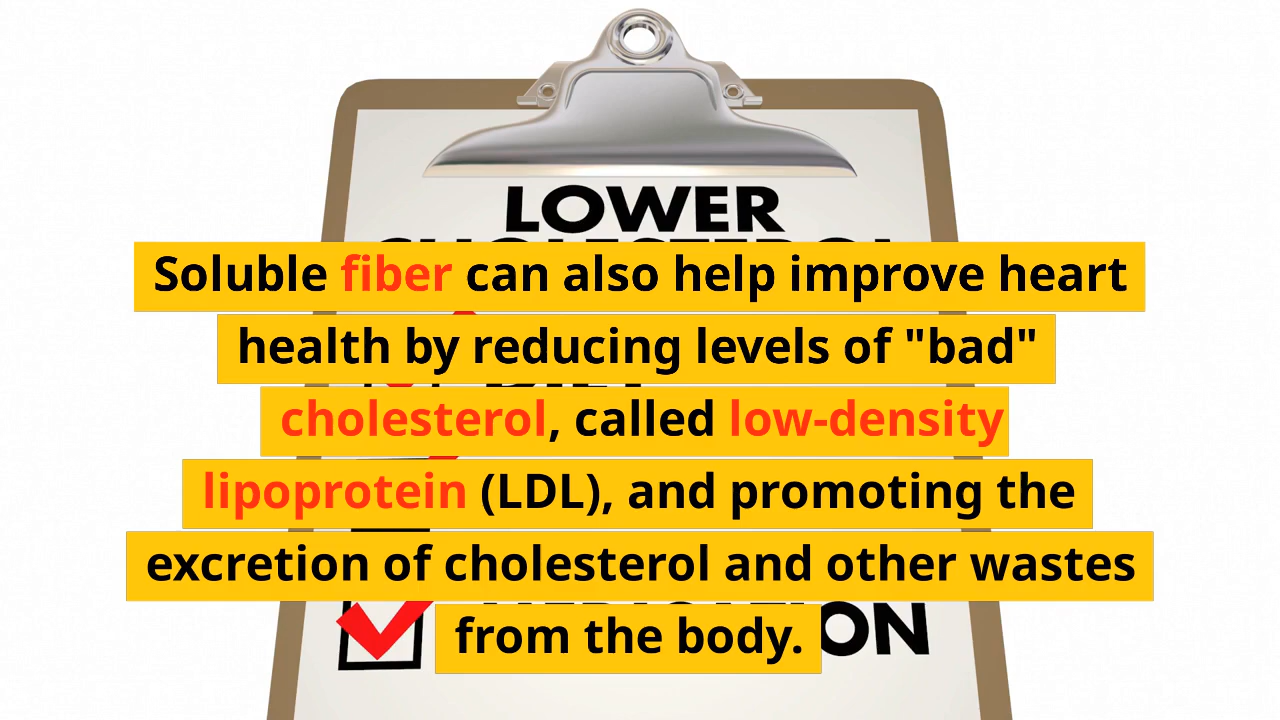 LOWER
CHOLESTEROL
Soluble fiber can also help improve heart
health by reducing levels of "bad"
cholesterol, called low-density
lipoprotein (LDL), and promoting the
excretion of cholesterol and other wastes
from the body.